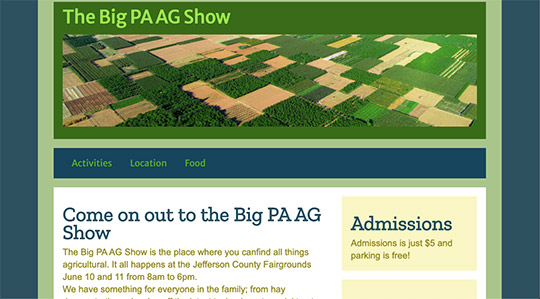 The Big PA AG Show
Activities
Location
Food
Come on out to the Big PA AG
Show
The Big PA AG Show is the place where you canfind all things
agricultural. It all happens at the Jefferson County Fairgrounds
June 10 and 11 from 8am to 6pm.
We have something for everyone in the family; from hay
Admissions
Admissions is just $5 and
parking is free!